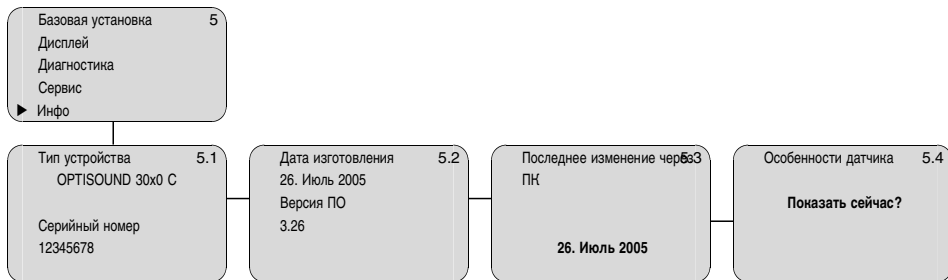 Базовая установка 5
Дисплей
Диагностика
Сервис
Инфо
Тип устройства 5.1
OPTISOUND 30x0 C
Серийный номер
12345678
Дата изготовления 5.2
26. Июль 2005
Версия ПО
3.26
Последнее изменение через 5.3
ПК
26. Июль 2005
Особенности датчика 5.4
Показать сейчас?